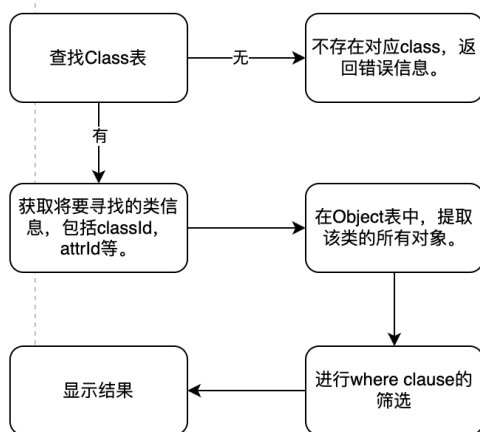 查找Class表
无
不存在对应class，返
回错误信息。
有
获取将要寻找的类信
息，包括classId，
attrId等。
在Object表中，提取
该类的所有对象。
进行where clause的
筛选
显示结果